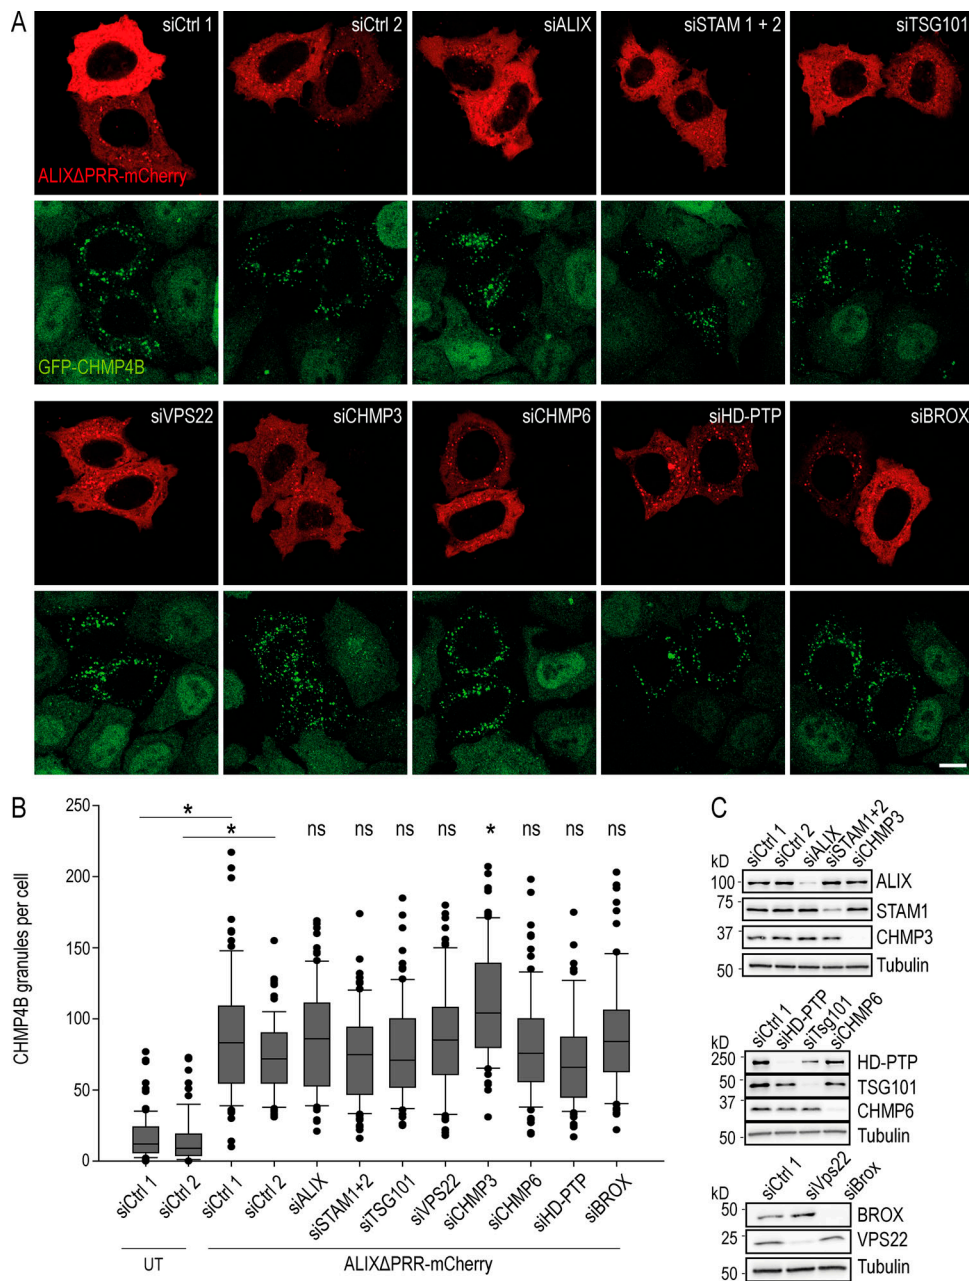 A
siCtrl 1
siCtrl 2
siALIX
siSTAM 1 + 2
siTSG101
ALIXΔPRR-mCherry
GFP-CHMP4B
siVPS22
siCHMP3
siCHMP6
siHD-PTP
siBROX
B
CHMP4B granules per cell
250
200
150
100
50
0
* * ns ns ns ns * ns ns ns
siCtrl 1 siCtrl 2 siCtrl 1 siCtrl 2 siALIX siSTAM1+2 siTSG101 siVPS22 siCHMP3 siCHMP6 siHD-PTP siBROX
UT ALIXΔPRR-mCherry
C
siCtrl 1 siCtrl 2 siALIX siSTAM1+2 siCHMP3
kD
100 ALIX
75
STAM1
37
CHMP3
50 Tubulin
siCtrl 1 siHD-PTP siTsg101 siCHMP6
kD
250 HD-PTP
50 TSG101
37
CHMP6
50 Tubulin
siCtrl 1 siVps22 siBrox
kD
50 BROX
25 VPS22
50 Tubulin